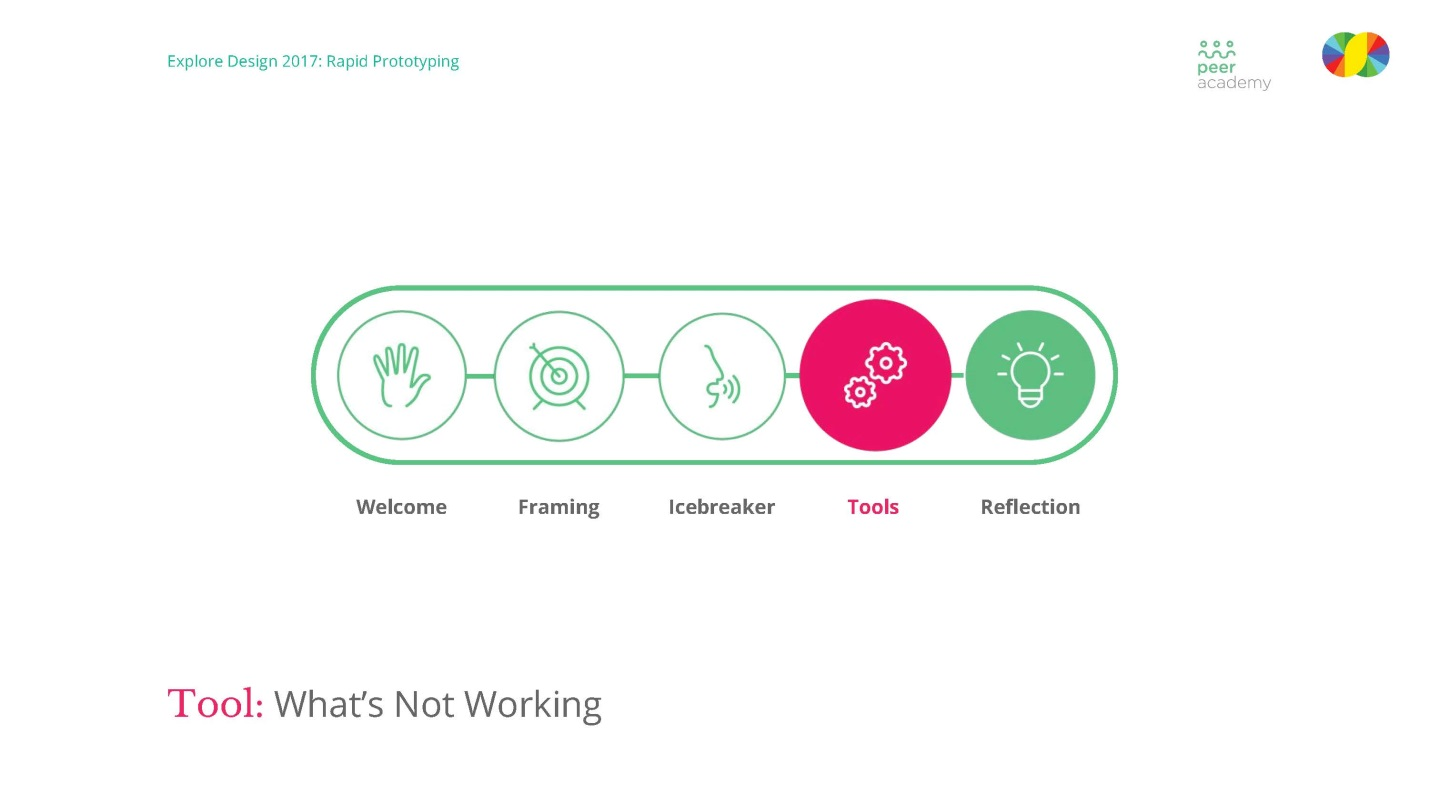 Explore Design 2017: Rapid Prototyping
peer
academy
Welcome
Framing
Icebreaker
Tools
Reflection
Tool: What’s Not Working